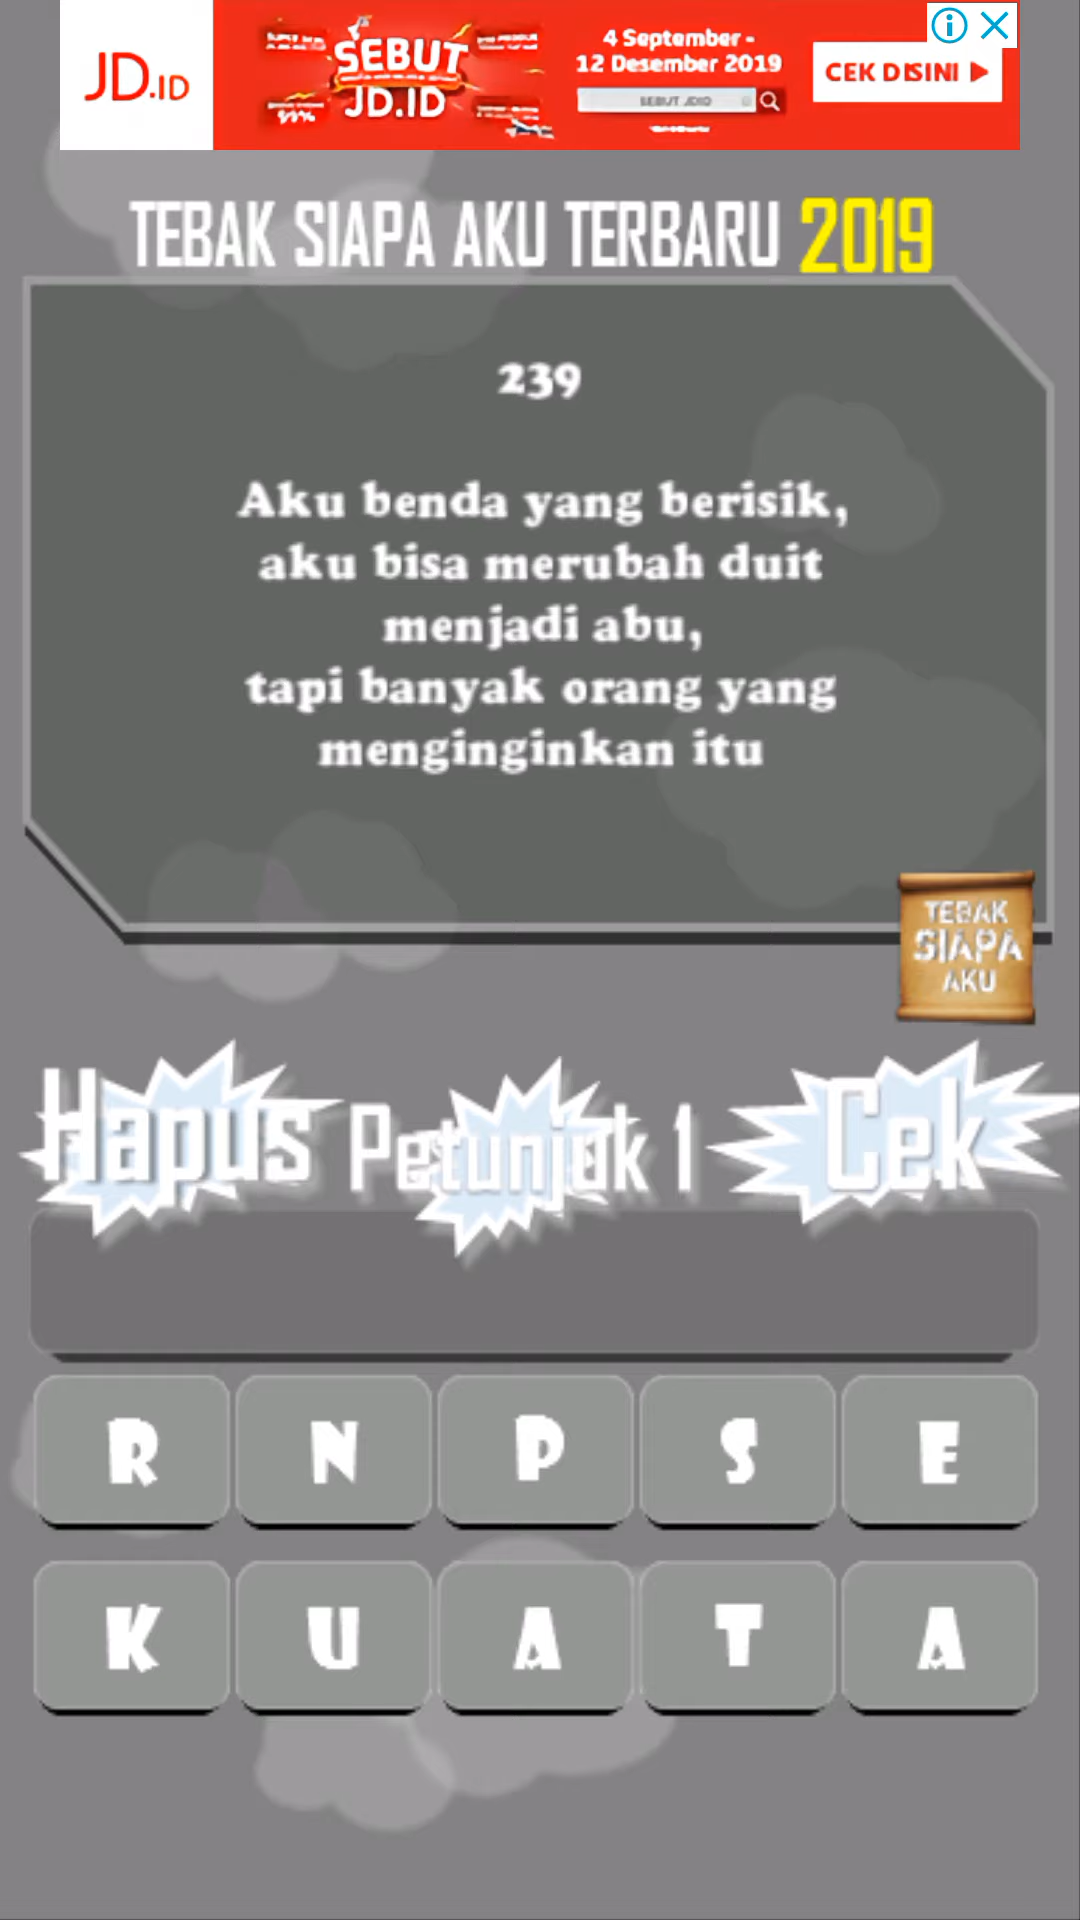 JD.ID
SEBUT
JD.ID
4 September -
12 Desember 2019
SEBUT JDID
CEK DISINI
TEBAK SIAPA AKU TERBARU 2019
239
Aku benda yang berisik,
aku bisa merubah duit
menjadi abu,
tapi banyak orang yang
menginginkan itu
TEBAK
SIAPA
AKU
Hapus Petunjuk 1 Cek
R N P S E
K U A T A